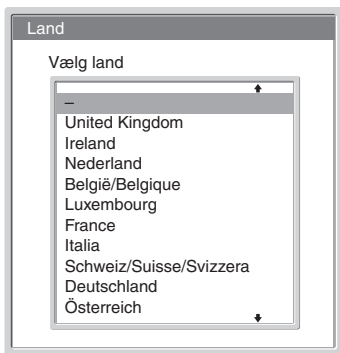 Land
Vælg land
–
United Kingdom
Ireland
Nederland
België/Belgique
Luxembourg
France
Italia
Schweiz/Suisse/Svizzera
Deutschland
Österreich